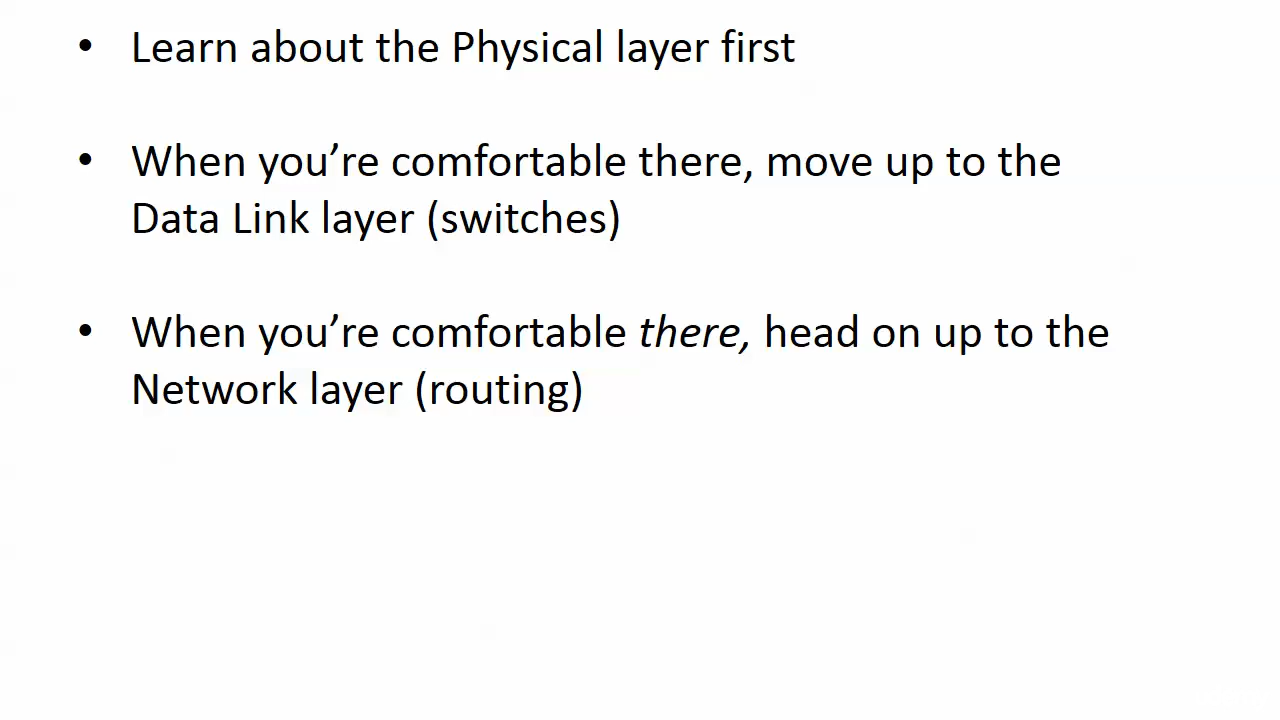 • Learn about the Physical layer first
• When you’re comfortable there, move up to the
Data Link layer (switches)
• When you’re comfortable there, head on up to the
Network layer (routing)